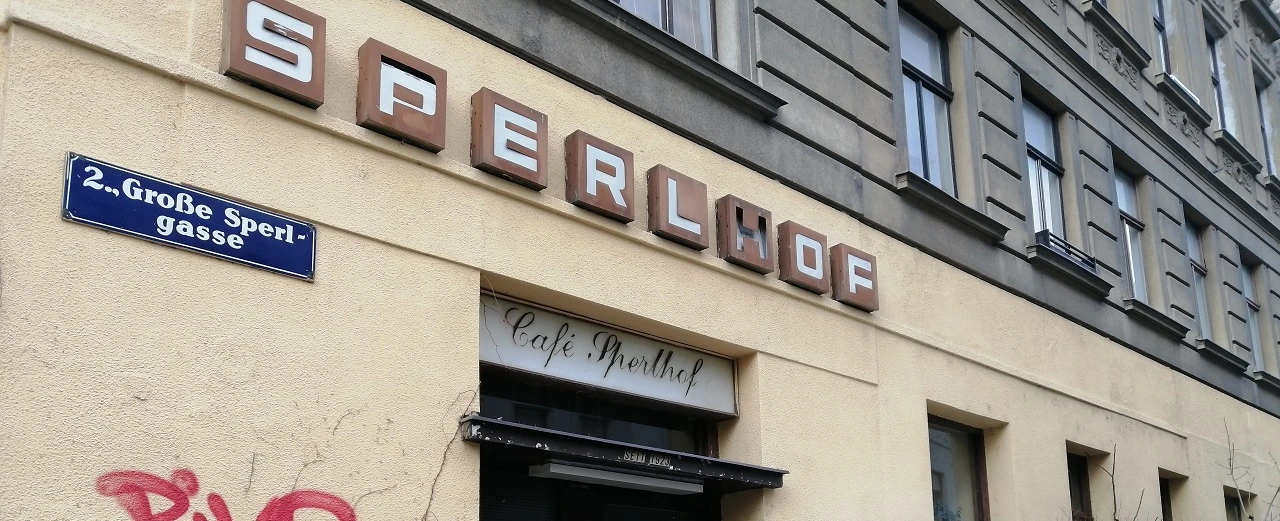 SPERLHOF
2., Große Sperl-
gasse
Café Sperlhof
SEIT 1923